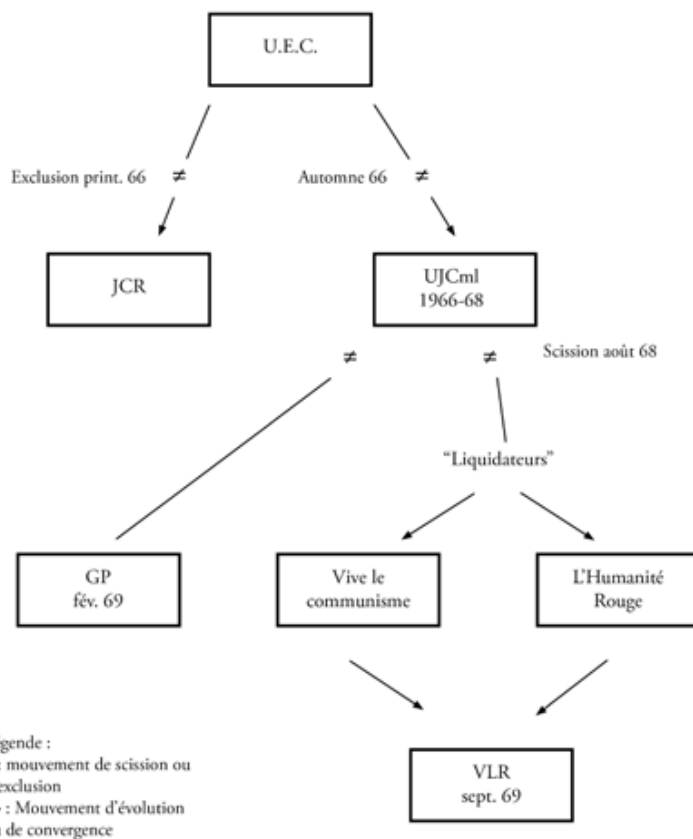 U.E.C.
Exclusion print. 66 ≠
Automne 66 ≠
JCR
UJCml
1966-68
≠ ≠ Scission août 68
“Liquidateurs”
GP
fév. 69
Vive le
communisme
L’Humanité
Rouge
VLR
sept. 69
gende :
: mouvement de scission ou
exclusion
: Mouvement d’évolution
de convergence